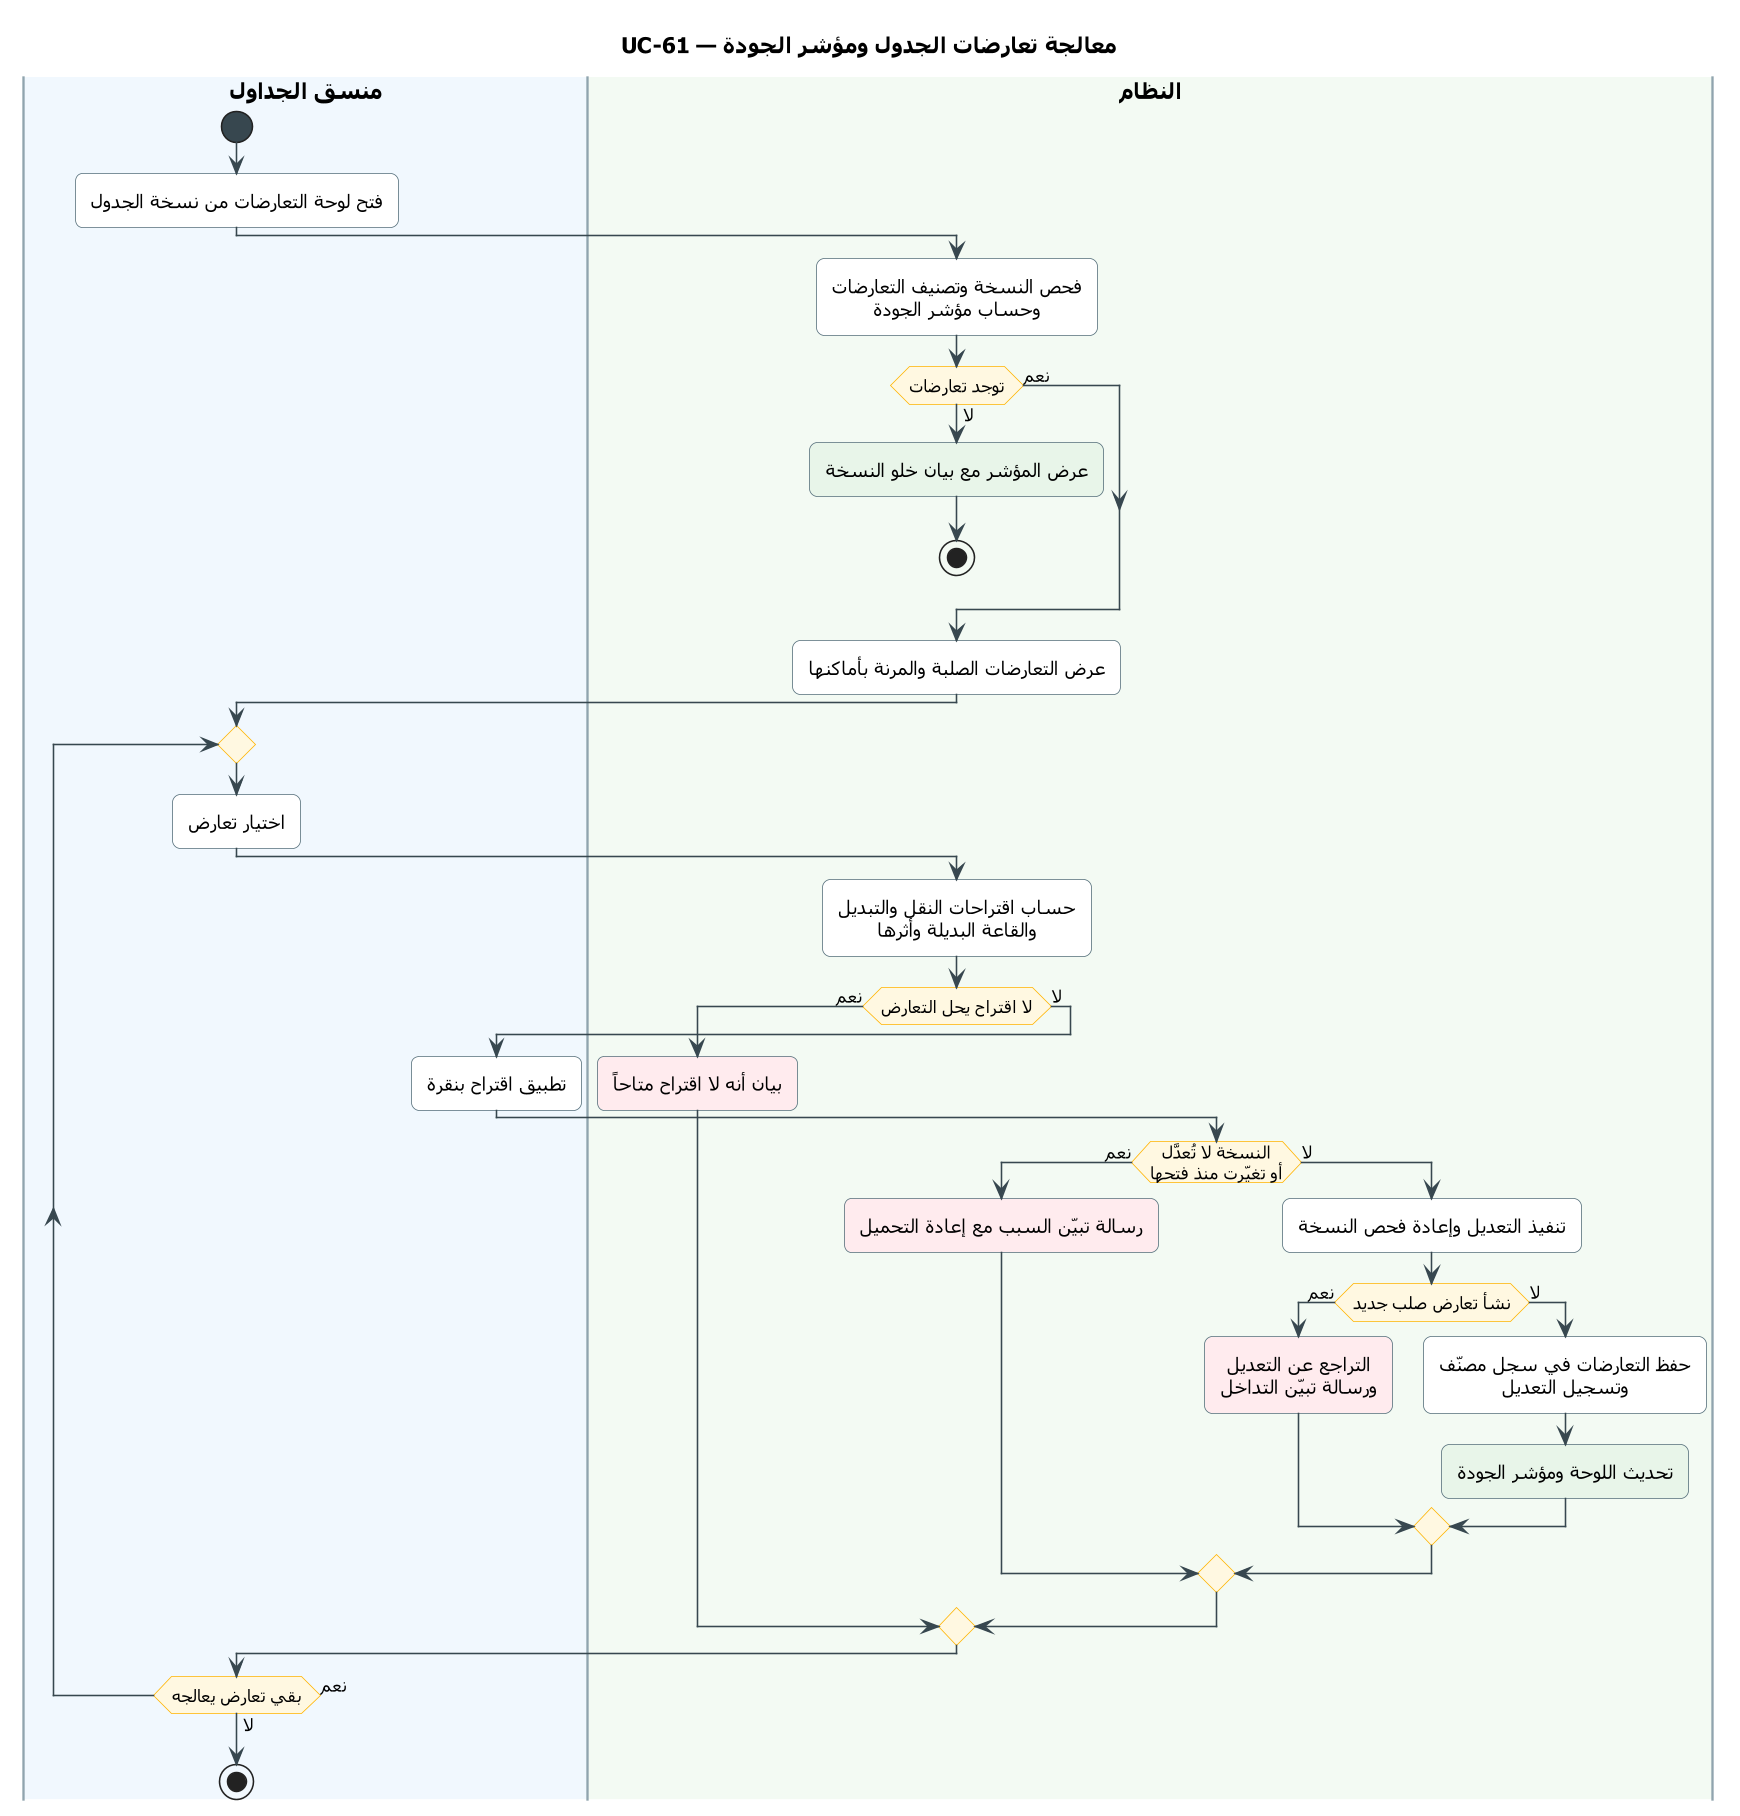 معالجة تعارضات الجدول ومؤشر الجودة — UC-61
منسق الجداول
النظام
فتح لوحة التعارضات من نسخة الجدول
فحص النسخة وتصنيف التعارضات
وحساب مؤشر الجودة
توجد تعارضات
نعم
لا
عرض المؤشر مع بيان خلو النسخة
عرض التعارضات الصلبة والمرنة بأماكنها
اختيار تعارض
حساب اقتراحات النقل والتبديل
والقاعة البديلة وأثرها
لا اقتراح يحل التعارض
نعم
لا
تطبيق اقتراح بنقرة
بيان أنه لا اقتراح متاحاً
النسخة لا تُعدَّل
أو تغيّرت منذ فتحها
نعم
لا
رسالة تبيّن السبب مع إعادة التحميل
تنفيذ التعديل وإعادة فحص النسخة
نشأ تعارض صلب جديد
نعم
لا
التراجع عن التعديل
ورسالة تبيّن التداخل
حفظ التعارضات في سجل مصنّف
وتسجيل التعديل
تحديث اللوحة ومؤشر الجودة
بقي تعارض يعالجه
نعم
لا